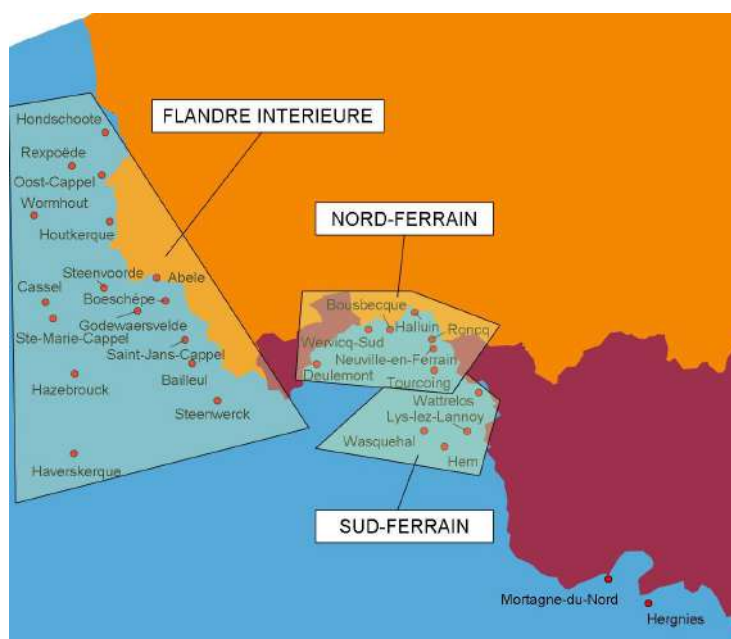 Hondschoote
FLANDRE INTERIEURE
Rexpoëde
Oost-Cappel
Wormhout
NORD-FERRAIN
Houtkerque
Steenvoorde
Abele
Cassel
Boeschépe
Bousbecque
Godewaersvelde
Halluin
Roncq
Ste-Marie-Cappel
Wervicq-Sud
Saint-Jans-Cappel
Neuville-en-Ferrain
Bailleul
Deulemont
Hazebrouck
Tourcoing
Steenwerck
Wattrelos
Lys-lez-Lannoy
Wasquehal
Haverskerque
Hem
SUD-FERRAIN
Mortagne-du-Nord
Hergnies